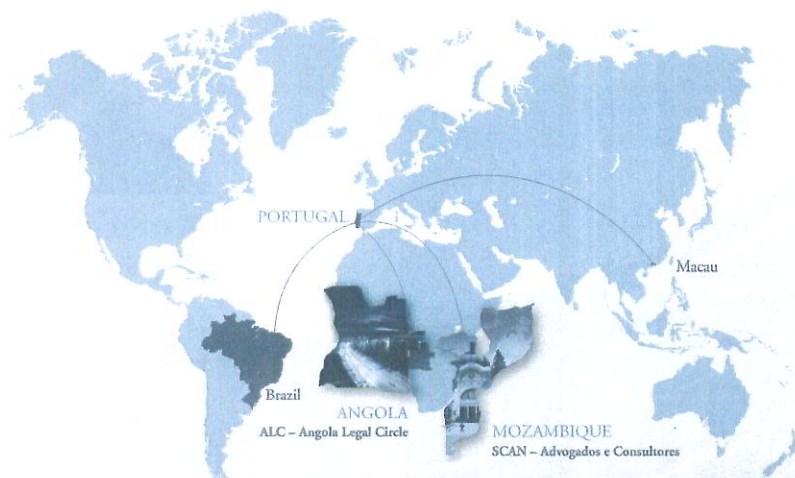 PORTUGAL
Macau
Brazil
ANGOLA
ALC – Angola Legal Circle
MOZAMBIQUE
SCAN – Advogados e Consultores